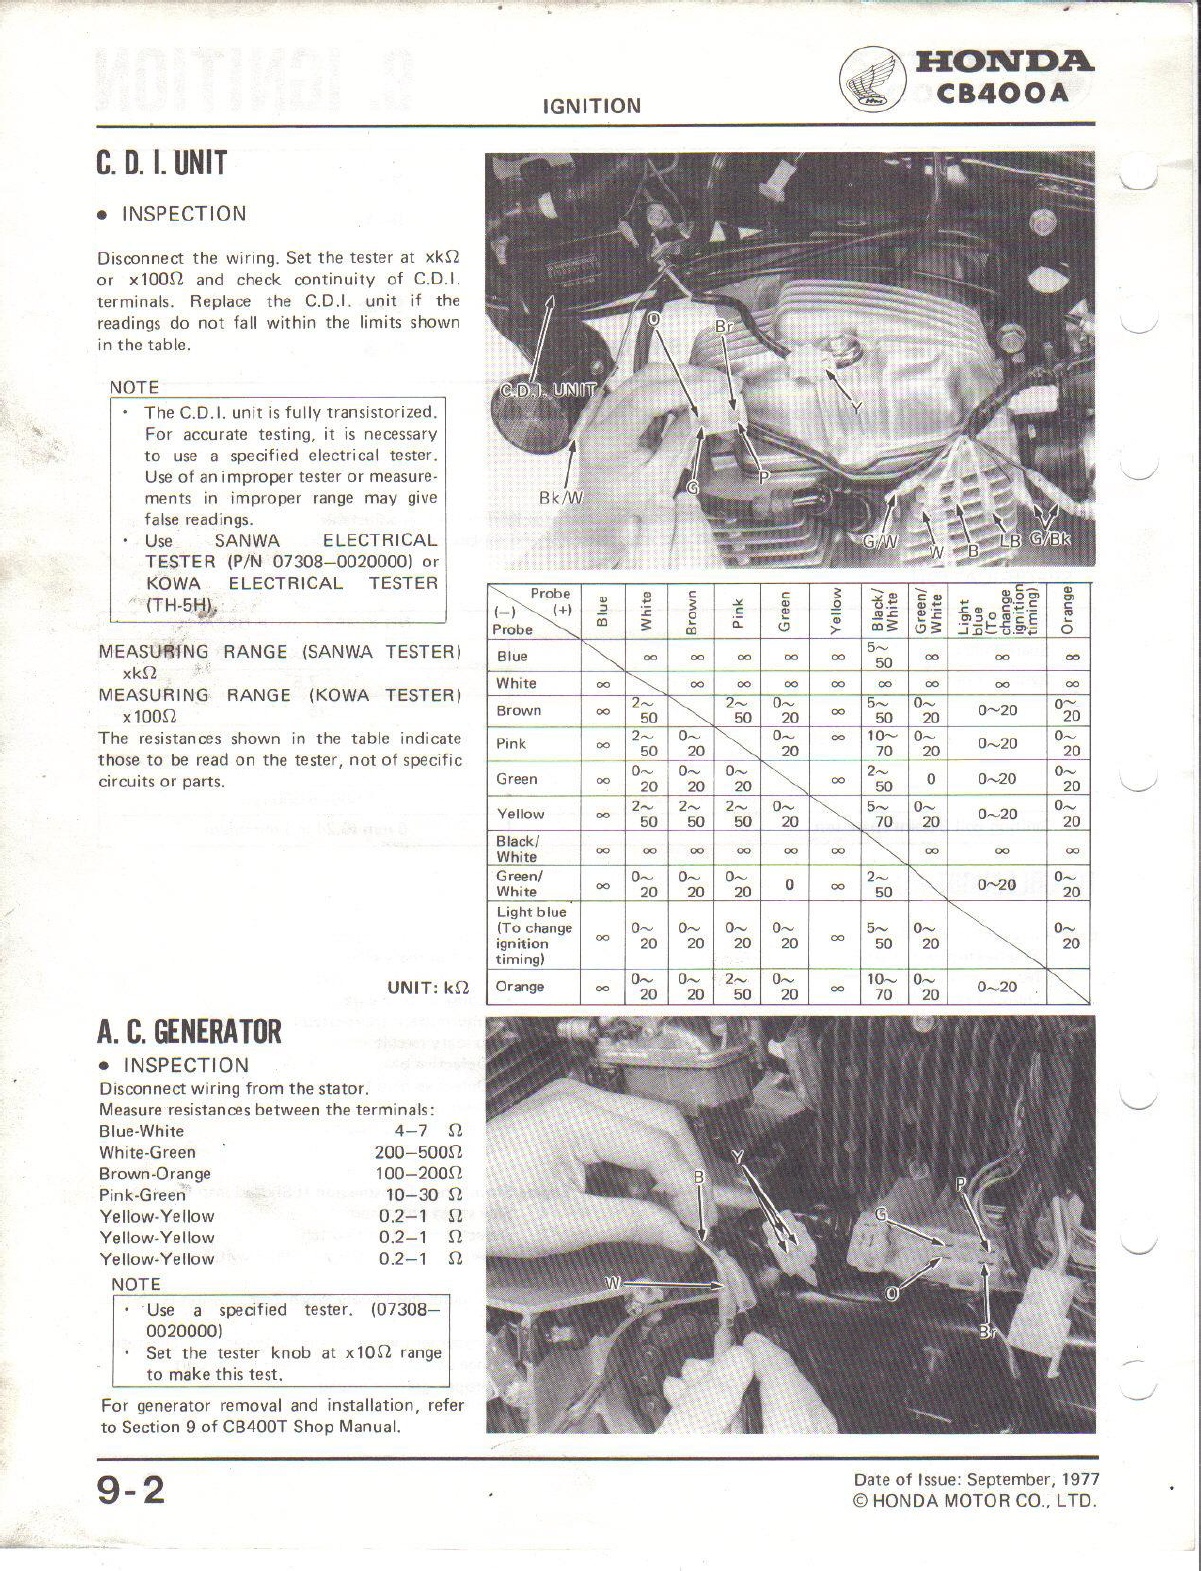 IGNITION
HONDA
CB400A
C. D. I. UNIT
• INSPECTION
Disconnect the wiring. Set the tester at xkΩ
or x100Ω and check continuity of C.D.I.
terminals. Replace the C.D.I. unit if the
readings do not fall within the limits shown
in the table.
NOTE
· The C.D.I. unit is fully transistorized.
For accurate testing, it is necessary
to use a specified electrical tester.
Use of an improper tester or measure-
ments in improper range may give
false readings.
· Use SANWA ELECTRICAL
TESTER (P/N 07308–0020000) or
KOWA ELECTRICAL TESTER
(TH-5H).
MEASURING RANGE (SANWA TESTER)
xkΩ
MEASURING RANGE (KOWA TESTER)
x100Ω
The resistances shown in the table indicate
those to be read on the tester, not of specific
circuits or parts.
UNIT: kΩ
O
Br
C.D.I. UNIT
Y
Bk/W
G
P
G/W
W
B
LB
G/Bk
Probe (+) (–) Probe Blue White Brown Pink Green Yellow Black/White Green/White Light blue (To change ignition timing) Orange
Blue ∞ ∞ ∞ ∞ ∞ 5~50 ∞ ∞ ∞
White ∞ ∞ ∞ ∞ ∞ ∞ ∞ ∞ ∞
Brown ∞ 2~50 2~50 0~20 ∞ 5~50 0~20 0~20 0~20
Pink ∞ 2~50 0~20 0~20 ∞ 10~70 0~20 0~20 0~20
Green ∞ 0~20 0~20 0~20 ∞ 2~50 0 0~20 0~20
Yellow ∞ 2~50 2~50 2~50 0~20 5~70 0~20 0~20 0~20
Black/White ∞ ∞ ∞ ∞ ∞ ∞ ∞ ∞ ∞
Green/White ∞ 0~20 0~20 0~20 0 ∞ 2~50 0~20 0~20
Light blue (To change ignition timing) ∞ 0~20 0~20 0~20 0~20 ∞ 5~50 0~20 0~20
Orange ∞ 0~20 0~20 2~50 0~20 ∞ 10~70 0~20 0~20
A. C. GENERATOR
• INSPECTION
Disconnect wiring from the stator.
Measure resistances between the terminals:
Blue-White 4–7 Ω
White-Green 200–500Ω
Brown-Orange 100–200Ω
Pink-Green 10–30 Ω
Yellow-Yellow 0.2–1 Ω
Yellow-Yellow 0.2–1 Ω
Yellow-Yellow 0.2–1 Ω
NOTE
· Use a specified tester. (07308–
0020000)
· Set the tester knob at x10Ω range
to make this test.
For generator removal and installation, refer
to Section 9 of CB400T Shop Manual.
Y
B
P
G
W
O
Br
9-2
Date of Issue: September, 1977
© HONDA MOTOR CO., LTD.